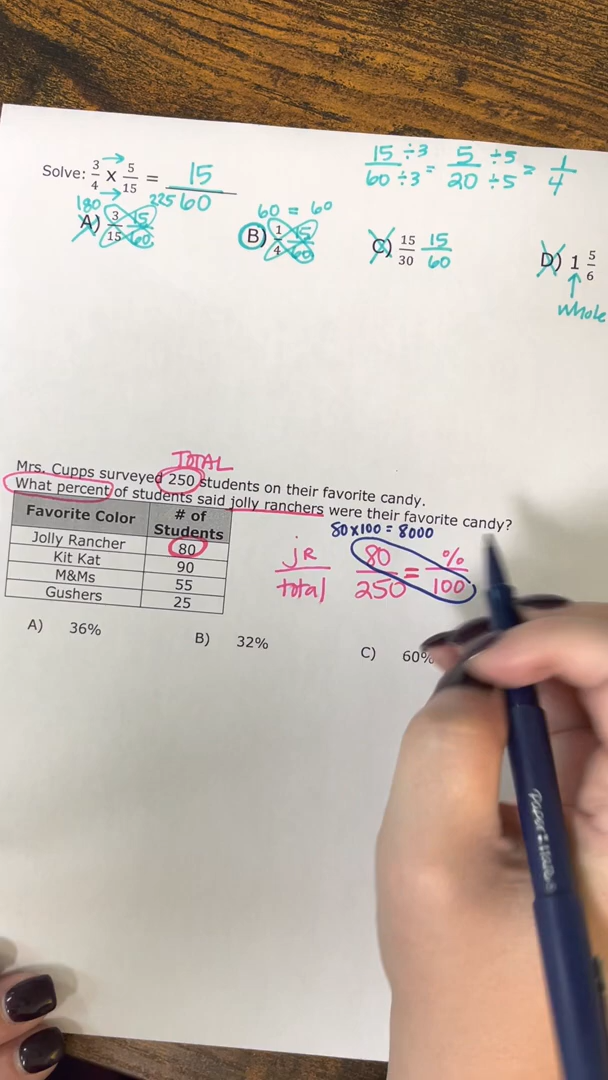 Solve: 3/4 x 5/15 = 15/60
15/60 ÷3/÷3 = 5/20 ÷5/÷5 = 1/4
180 225
60 = 60
A) 3/15 15/60
B) 1/4 15/60
C) 15/30 15/60
D) 1 5/6
whole
TOTAL
Mrs. Cupps surveyed 250 students on their favorite candy.
What percent of students said jolly ranchers were their favorite candy?
Favorite Color # of Students
Jolly Rancher 80
Kit Kat 90
M&Ms 55
Gushers 25
80x100 = 8000
JR/total 80/250 = %/100
A) 36%
B) 32%
C) 60%